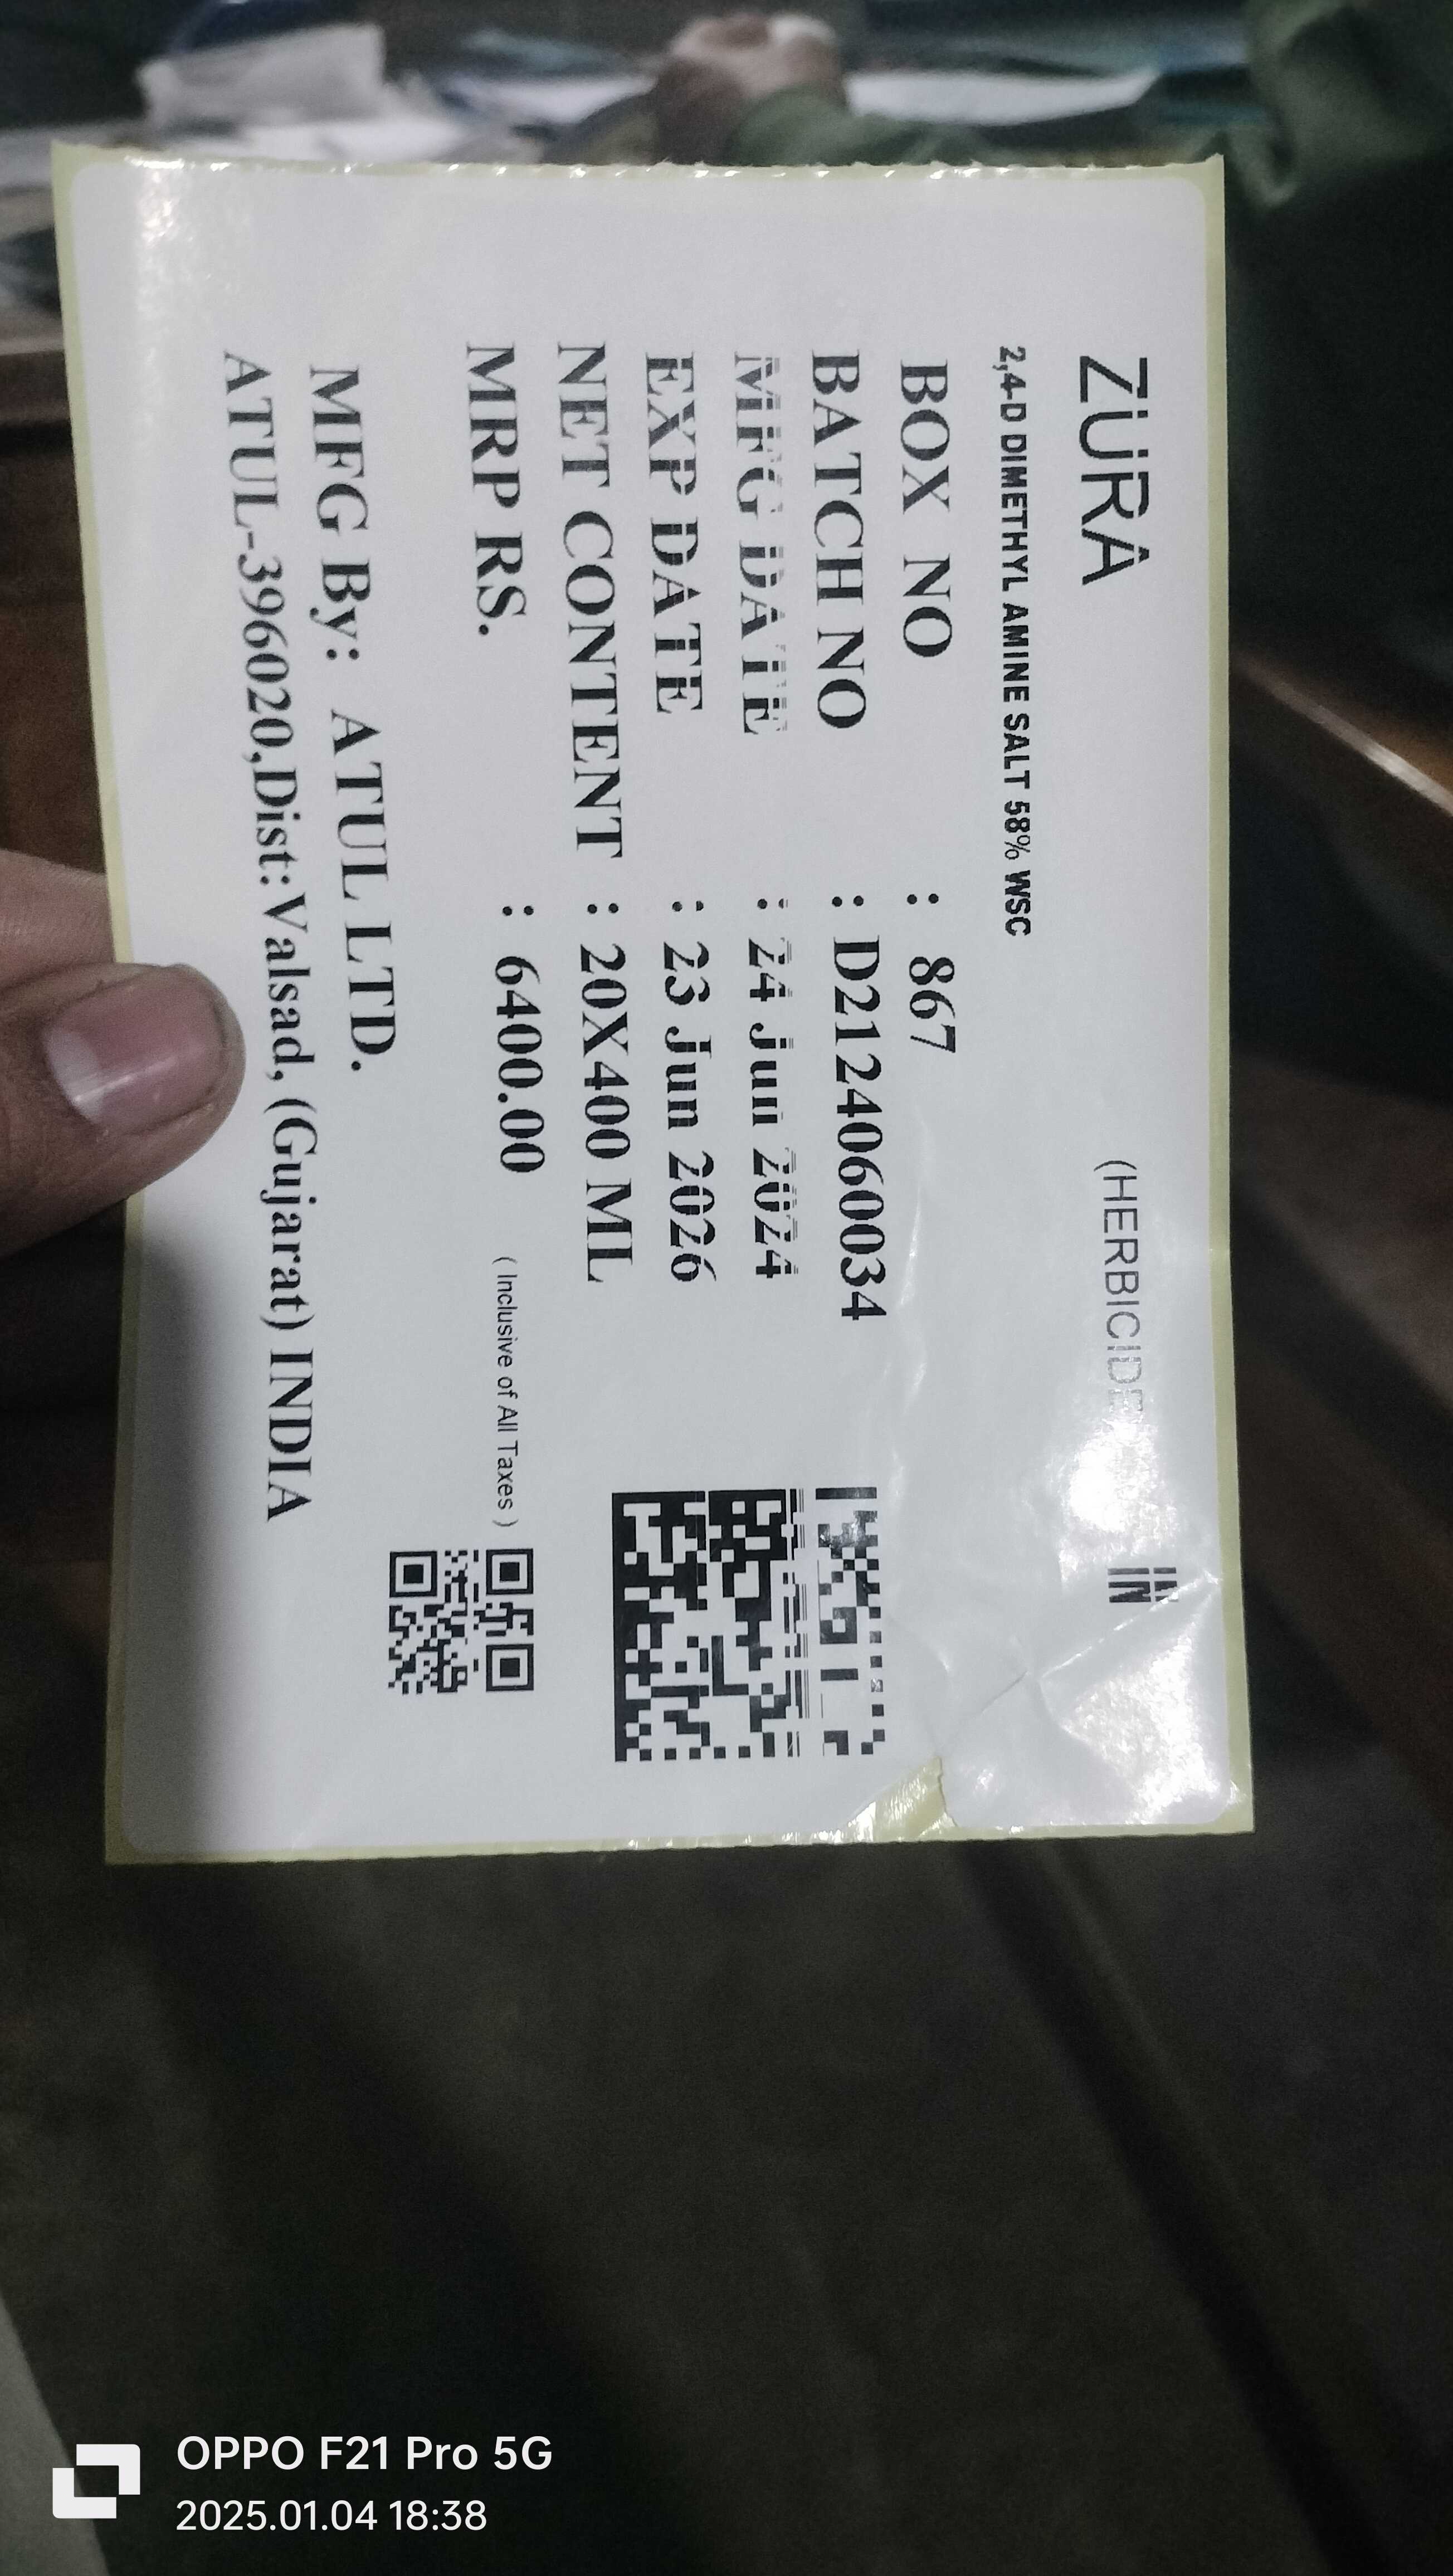 ZURA (HERBICIDE IN
2,4-D DIMETHYL AMINE SALT 58% WSC
BOX NO : 867
BATCH NO : D2124060034
MFG DATE : 24 Jun 2024
EXP DATE : 23 Jun 2026
NET CONTENT : 20X400 ML
MRP RS. : 6400.00 ( Inclusive of All Taxes )
MFG By: ATUL LTD.
ATUL-396020,Dist:Valsad, (Gujarat) INDIA
OPPO F21 Pro 5G
2025.01.04 18:38